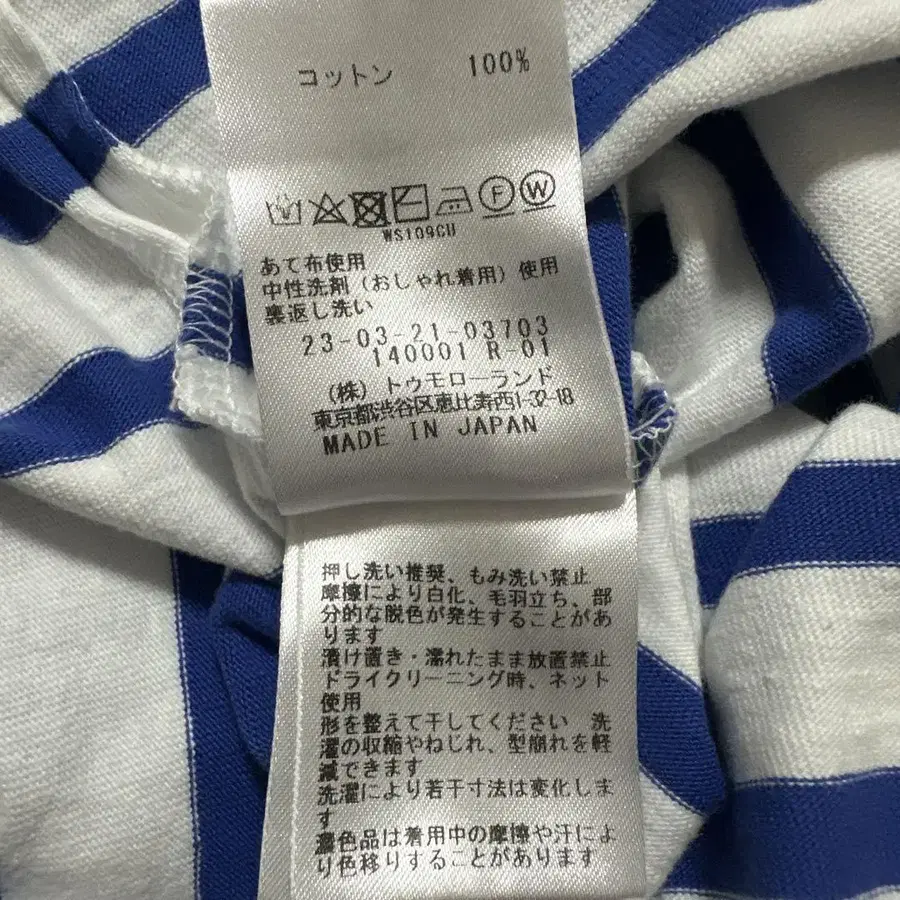 コットン 100%
F W
WS109CU
あて布使用
中性洗剤（おしゃれ着用）使用
裏返し洗い
23-03-21-03703
140001 R-01
（株）トゥモローランド
東京都渋谷区恵比寿西1-32-18
MADE IN JAPAN
押し洗い推奨、もみ洗い禁止
摩擦により白化、毛羽立ち、部
分的な脱色が発生することがあ
ります
漬け置き・濡れたまま放置禁止
ドライクリーニング時、ネット
使用
形を整えて干してください 洗
濯の収縮やねじれ、型崩れを軽
減できます
洗濯により若干寸法は変化しま
す
濃色品は着用中の摩擦や汗によ
り色移りすることがあります